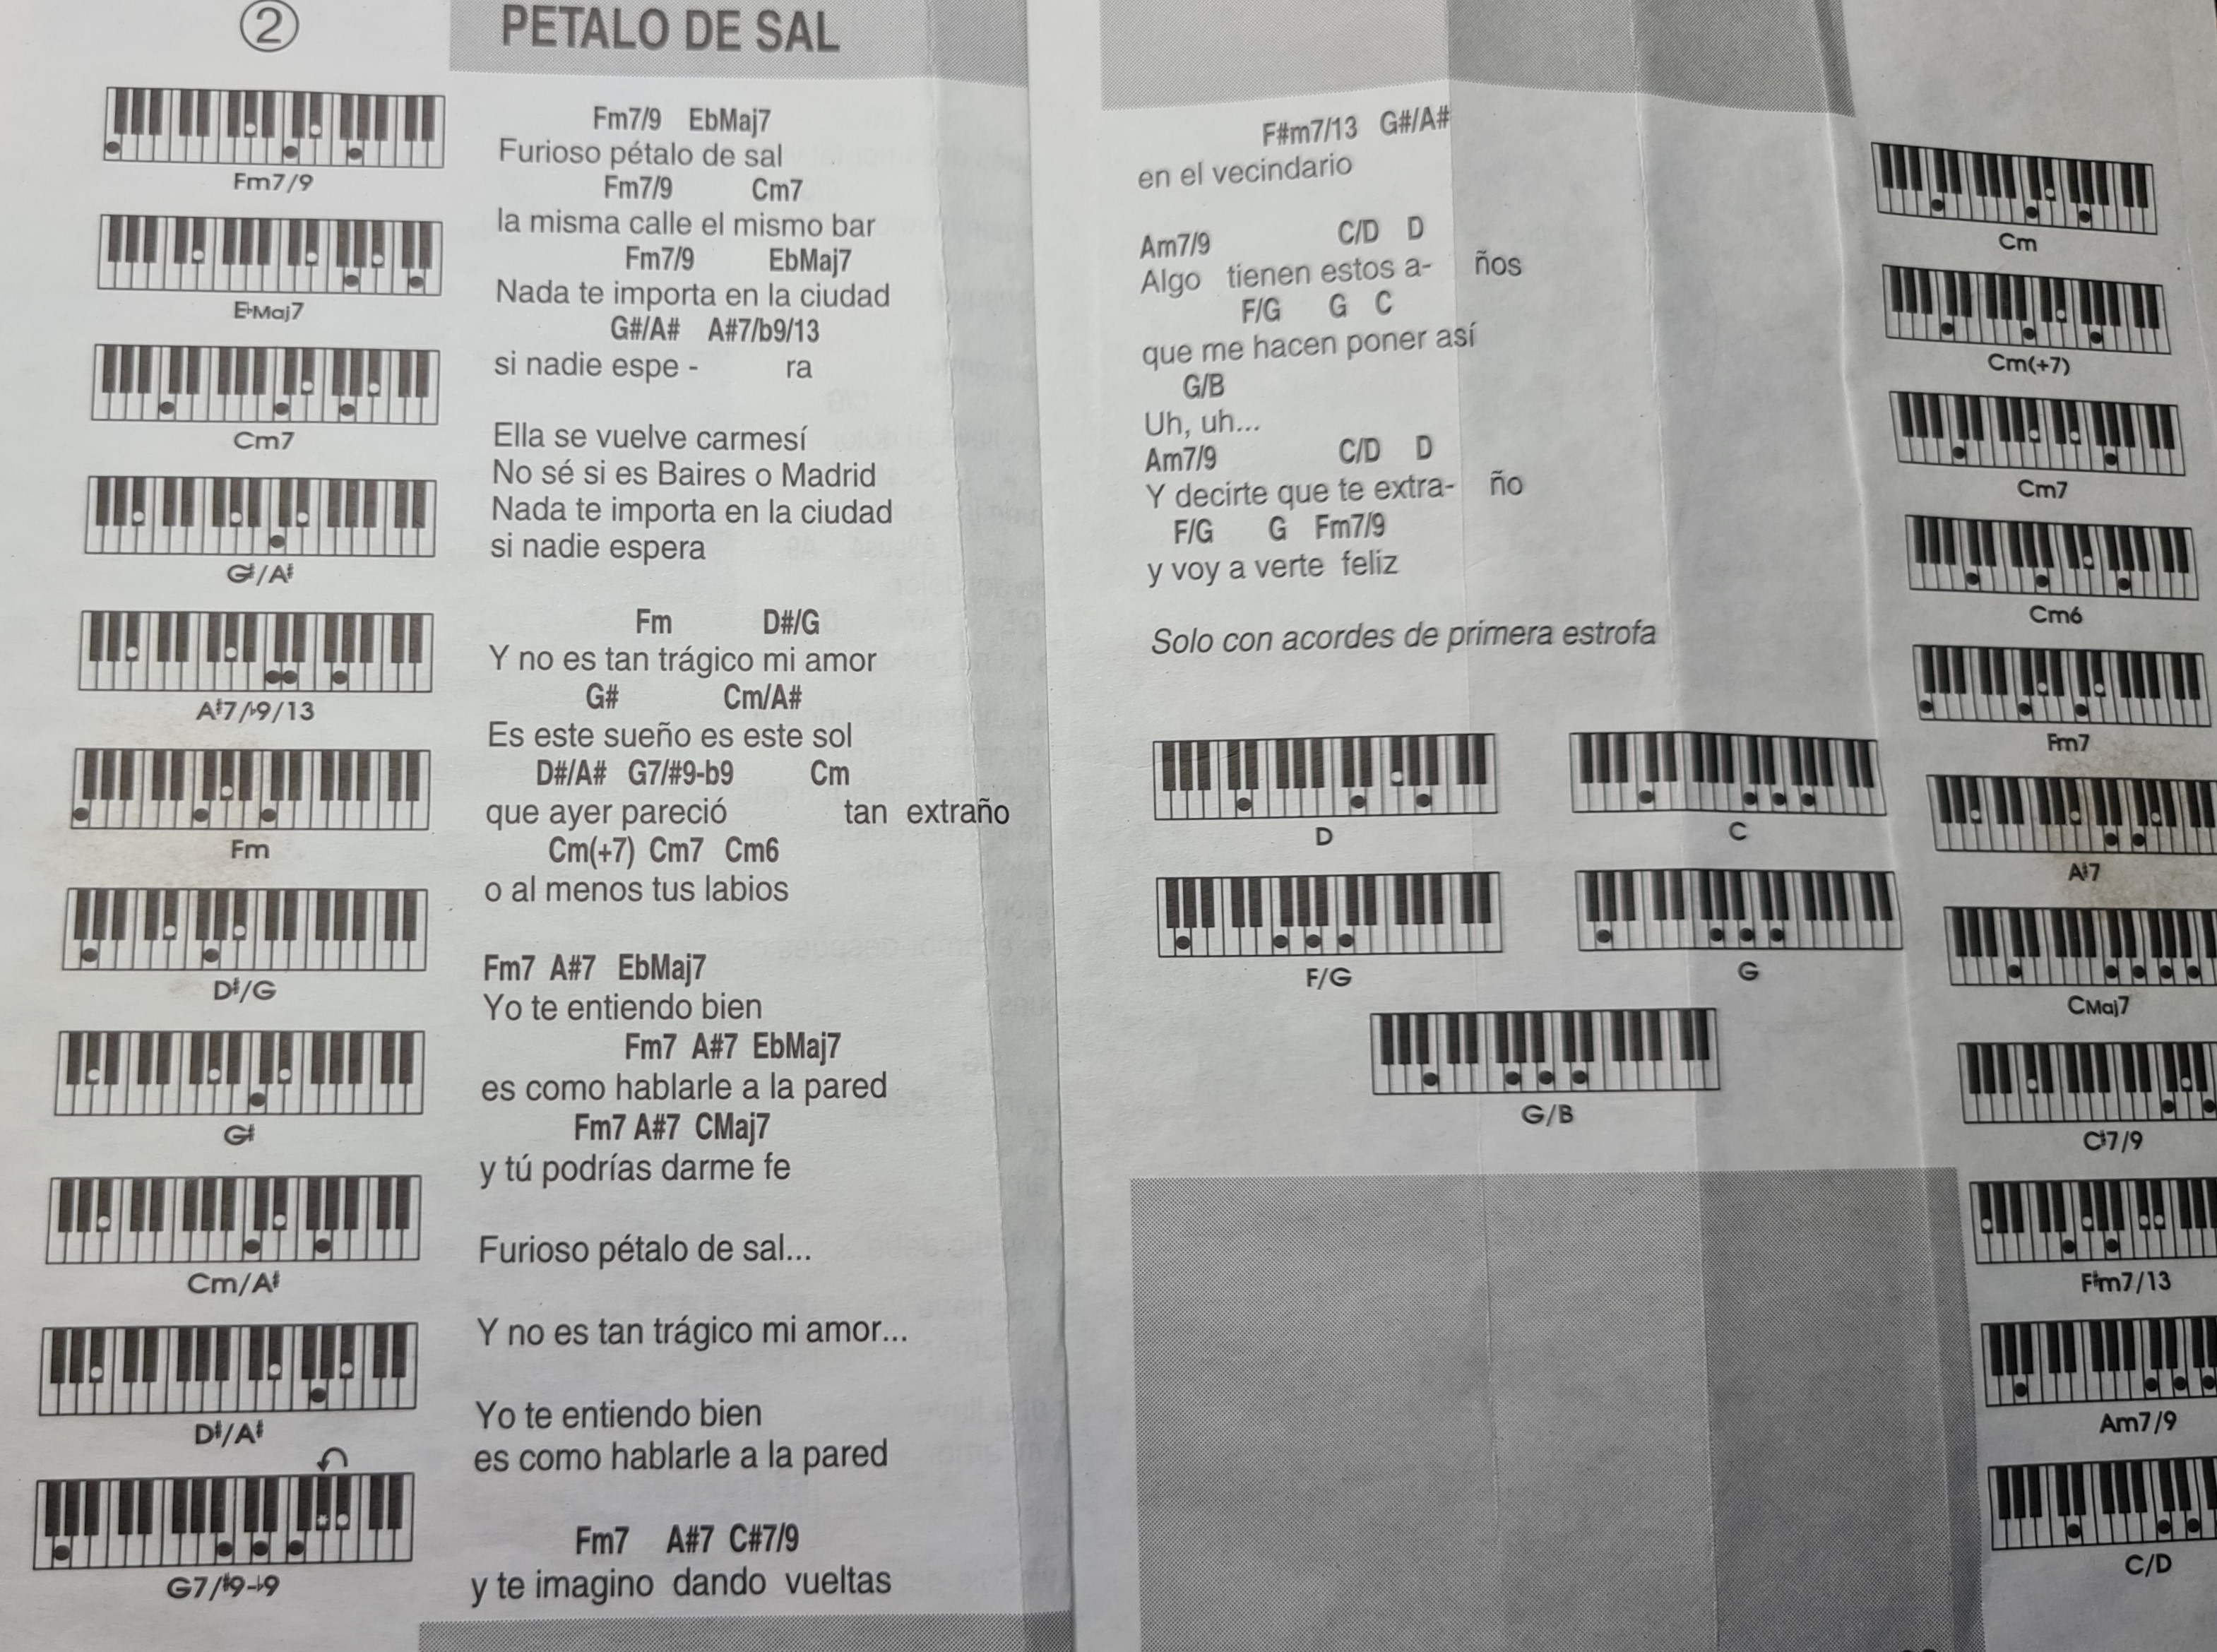 ②
PETALO DE SAL
Fm7/9
EbMaj7
Cm7
G#/A#
A#7/b9/13
Fm
D#/G
G#
Cm/A#
D#/A#
G7/#9-b9
Fm7/9 EbMaj7
Furioso pétalo de sal
Fm7/9 Cm7
la misma calle el mismo bar
Fm7/9 EbMaj7
Nada te importa en la ciudad
G#/A# A#7/b9/13
si nadie espe - ra
Ella se vuelve carmesí
No sé si es Baires o Madrid
Nada te importa en la ciudad
si nadie espera
Fm D#/G
Y no es tan trágico mi amor
G# Cm/A#
Es este sueño es este sol
D#/A# G7/#9-b9 Cm
que ayer pareció tan extraño
Cm(+7) Cm7 Cm6
o al menos tus labios
Fm7 A#7 EbMaj7
Yo te entiendo bien
Fm7 A#7 EbMaj7
es como hablarle a la pared
Fm7 A#7 CMaj7
y tú podrías darme fe
Furioso pétalo de sal...
Y no es tan trágico mi amor...
Yo te entiendo bien
es como hablarle a la pared
Fm7 A#7 C#7/9
y te imagino dando vueltas
F#m7/13 G#/A#
en el vecindario
Am7/9 C/D D
Algo tienen estos a- ños
F/G G C
que me hacen poner así
G/B
Uh, uh...
Am7/9 C/D D
Y decirte que te extra- ño
F/G G Fm7/9
y voy a verte feliz
Solo con acordes de primera estrofa
D
C
F/G
G
G/B
Cm
Cm(+7)
Cm7
Cm6
Fm7
A#7
CMaj7
C#7/9
F#m7/13
Am7/9
C/D